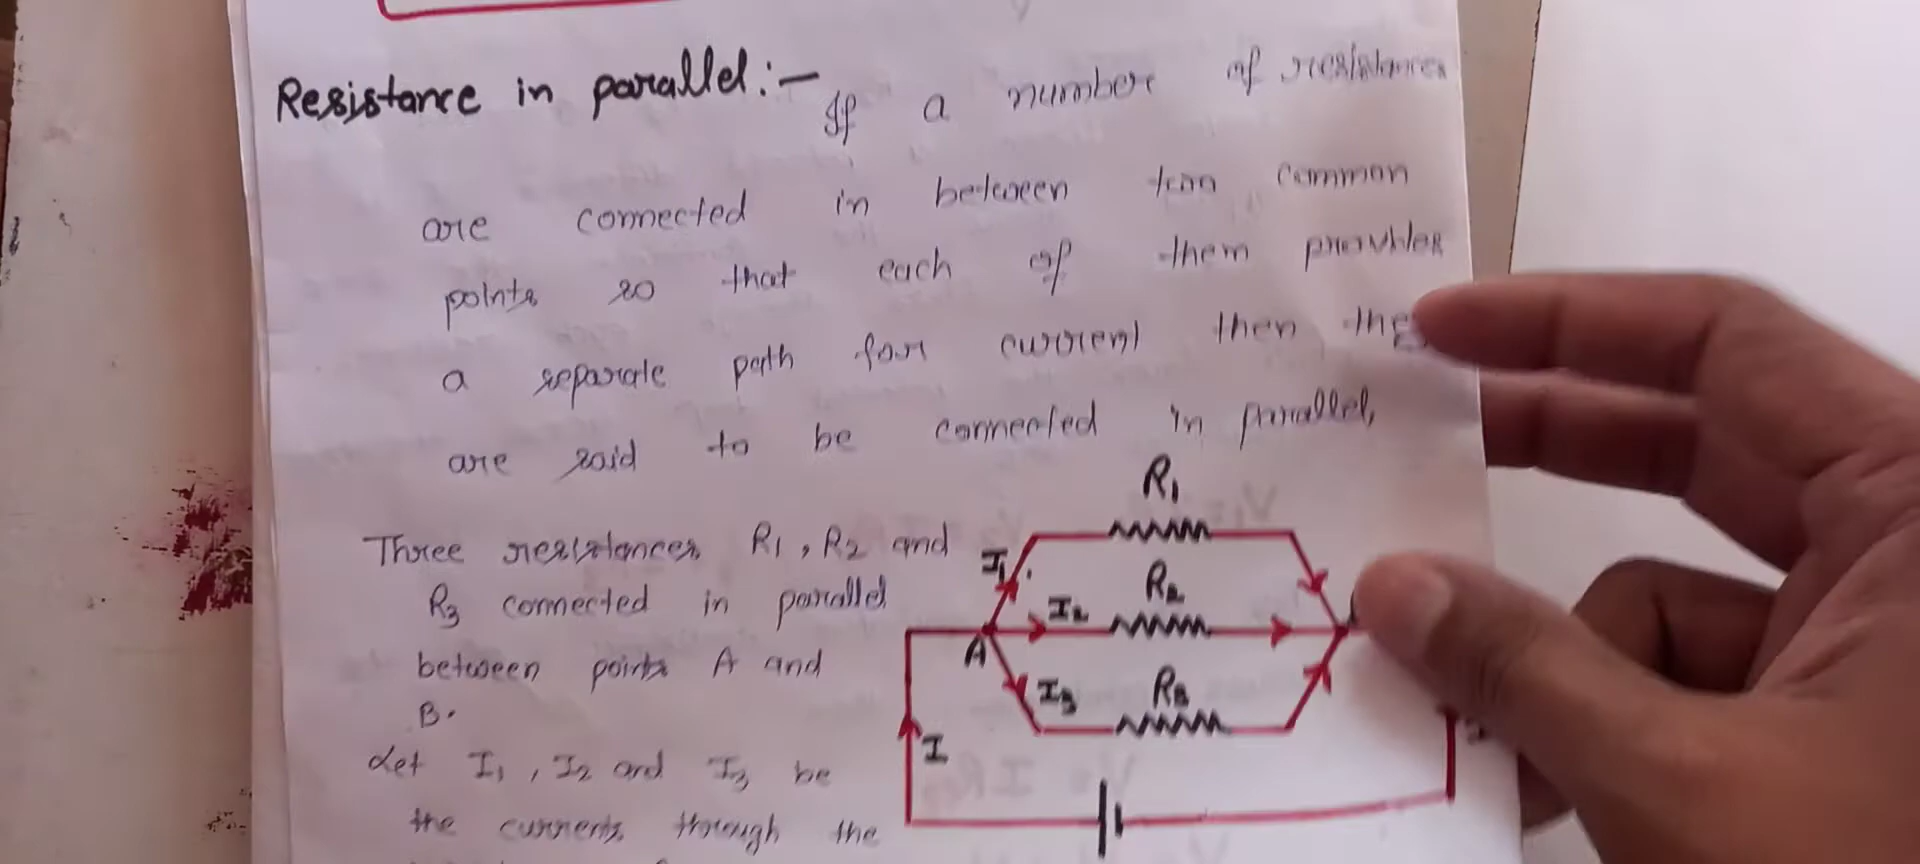 Resistance in parallel:- If a number of resistances
are connected in between two common
points so that each of them provides
a separate path for current then they
are said to be connected in parallel,
Three resistances R1, R2 and
R3 connected in parallel
between points A and
B.
Let I1, I2 and I3 be
the currents through the
R1
I1
R2
I2
A
R3
I3
I